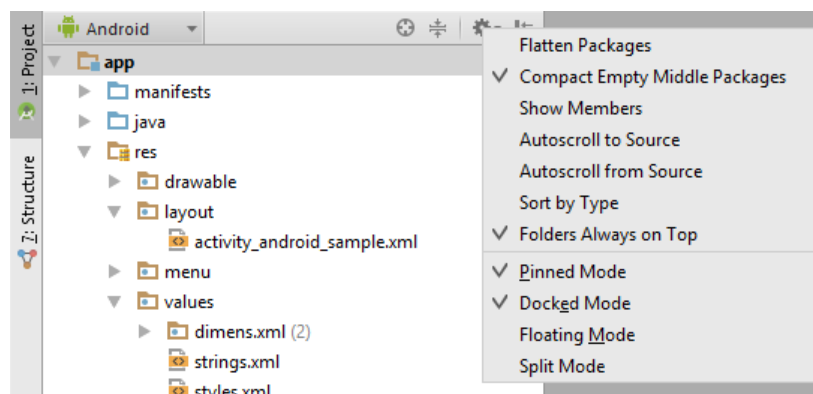 1: Project
7: Structure
Android
app
manifests
java
res
drawable
layout
activity_android_sample.xml
menu
values
dimens.xml (2)
strings.xml
styles.xml
Flatten Packages
Compact Empty Middle Packages
Show Members
Autoscroll to Source
Autoscroll from Source
Sort by Type
Folders Always on Top
Pinned Mode
Docked Mode
Floating Mode
Split Mode